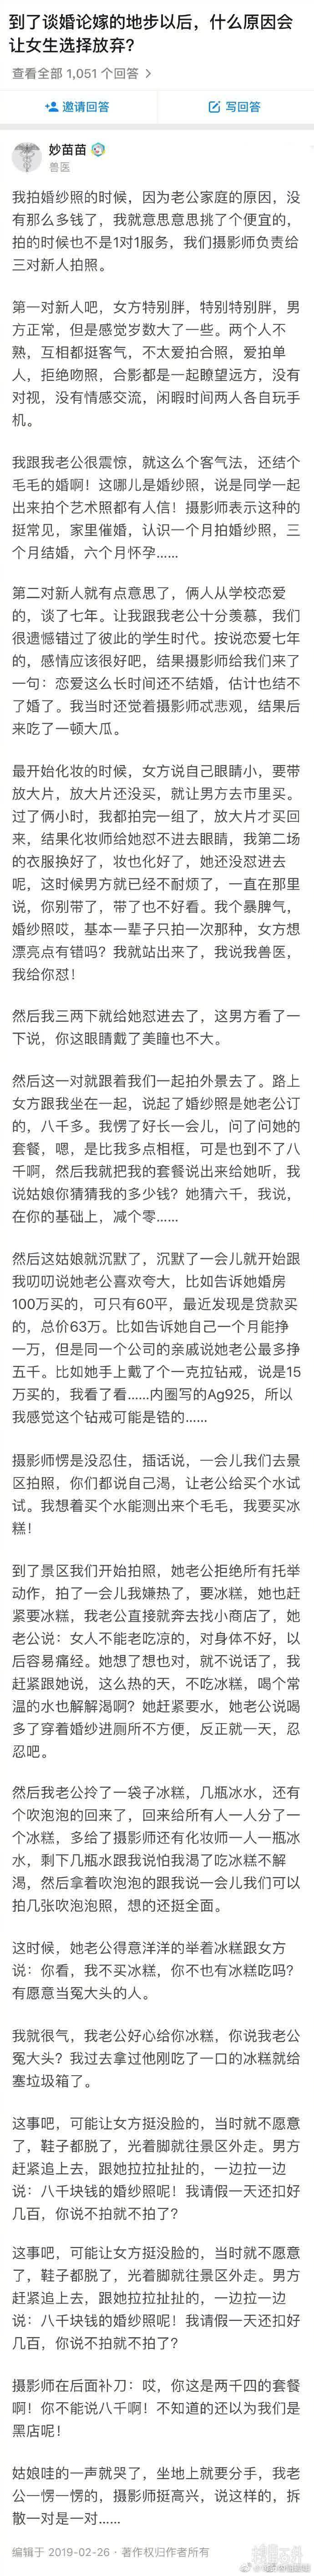 到了谈婚论嫁的地步以后，什么原因会
让女生选择放弃？
查看全部 1,051 个回答 >
邀请回答
写回答
妙苗苗
兽医
我拍婚纱照的时候，因为老公家庭的原因，没
有那么多钱了，我就意思意思挑了个便宜的，
拍的时候也不是1对1服务，我们摄影师负责给
三对新人拍照。
第一对新人吧，女方特别胖，特别特别胖，男
方正常，但是感觉岁数大了一些。两个人不
熟，互相都挺客气，不太爱拍合照，爱拍单
人，拒绝吻照，合影都是一起瞭望远方，没有
对视，没有情感交流，闲暇时间两人各自玩手
机。
我跟我老公很震惊，就这么个客气法，还结个
毛毛的婚啊！这哪儿是婚纱照，说是同学一起
出来拍个艺术照都有人信！摄影师表示这种的
挺常见，家里催婚，认识一个月拍婚纱照，三
个月结婚，六个月怀孕……
第二对新人就有点意思了，俩人从学校恋爱
的，谈了七年。让我跟我老公十分羡慕，我们
很遗憾错过了彼此的学生时代。按说恋爱七年
的，感情应该很好吧，结果摄影师给我们来了
一句：恋爱这么长时间还不结婚，估计也结不
了婚了。我当时还觉着摄影师忒悲观，结果后
来吃了一顿大瓜。
最开始化妆的时候，女方说自己眼睛小，要带
放大片，放大片还没买，就让男方去市里买。
过了俩小时，我都拍完一组了，放大片才买回
来，结果化妆师给她怼不进去眼睛，我第二场
的衣服换好了，妆也化好了，她还没怼进去
呢，这时候男方就已经不耐烦了，一直在那里
说，你别带了，带了也不好看。我个暴脾气，
婚纱照哎，基本一辈子只拍一次那种，女方想
漂亮点有错吗？我就站出来了，我说我兽医，
我给你怼！
然后我三两下就给她怼进去了，这男方看了一
下说，你这眼睛戴了美瞳也不大。
然后这一对就跟着我们一起拍外景去了。路上
女方跟我坐在一起，说起了婚纱照是她老公订
的，八千多。我愣了好长一会儿，问了问她的
套餐，嗯，是比我多点相框，可是也到不了八
千啊，然后我就把我的套餐说出来给她听，我
说姑娘你猜猜我的多少钱？她猜六千，我说，
在你的基础上，减个零……
然后这姑娘就沉默了，沉默了一会儿就开始跟
我叨叨说她老公喜欢夸大，比如告诉她婚房
100万买的，可只有60平，最近发现是贷款买
的，总价63万。比如告诉她自己一个月能挣
一万，但是同一个公司的亲戚说她老公最多挣
五千。比如她手上戴了个一克拉钻戒，说是15
万买的，我看了看……内圈写的Ag925，所以
我感觉这个钻戒可能是锆的……
摄影师愣是没忍住，插话说，一会儿我们去景
区拍照，你们都说自己渴，让老公给买个水试
试。我想着买个水能测出来个毛毛，我要买冰
糕！
到了景区我们开始拍照，她老公拒绝所有托举
动作，拍了一会儿我嫌热了，要冰糕，她也赶
紧要冰糕，我老公直接就奔去找小商店了，她
老公说：女人不能老吃凉的，对身体不好，以
后容易痛经。她想了想也对，就不说话了，我
赶紧跟她说，这么热的天，不吃冰糕，喝个常
温的水也解解渴啊？她赶紧要水，她老公说喝
多了穿着婚纱进厕所不方便，反正就一天，忍
忍吧。
然后我老公拎了一袋子冰糕，几瓶冰水，还有
个吹泡泡的回来了，回来给所有人一人分了一
个冰糕，多给了摄影师还有化妆师一人一瓶冰
水，剩下几瓶水跟我说怕我渴了吃冰糕不解
渴，然后拿着吹泡泡的跟我说一会儿我们可以
拍几张吹泡泡照，想的还挺全面。
这时候，她老公得意洋洋的举着冰糕跟女方
说：你看，我不买冰糕，你不也有冰糕吃吗？
有愿意当冤大头的人。
我就很气，我老公好心给你冰糕，你说我老公
冤大头？我过去拿过他刚吃了一口的冰糕就给
塞垃圾箱了。
这事吧，可能让女方挺没脸的，当时就不愿意
了，鞋子都脱了，光着脚就往景区外走。男方
赶紧追上去，跟她拉拉扯扯的，一边拉一边
说：八千块钱的婚纱照呢！我请假一天还扣好
几百，你说不拍就不拍了？
这事吧，可能让女方挺没脸的，当时就不愿意
了，鞋子都脱了，光着脚就往景区外走。男方
赶紧追上去，跟她拉拉扯扯的，一边拉一边
说：八千块钱的婚纱照呢！我请假一天还扣好
几百，你说不拍就不拍了？
摄影师在后面补刀：哎，你这是两千四的套餐
啊！你不能说八千啊！不知道的还以为我们是
黑店呢！
姑娘哇的一声就哭了，坐地上就要分手，我老
公一愣一愣的，摄影师挺高兴，说这样的，拆
散一对是一对……
编辑于 2019-02-26 · 著作权归作者所有